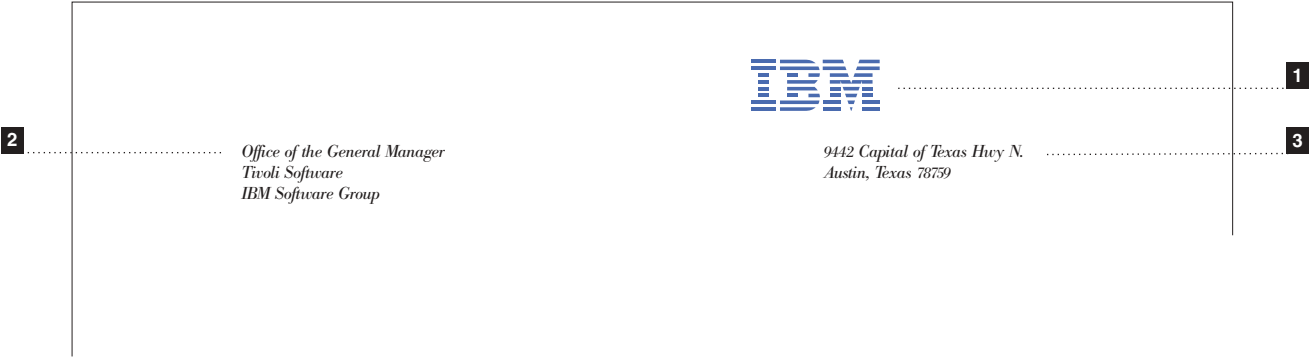 IBM
1
2
Office of the General Manager
Tivoli Software
IBM Software Group
9442 Capital of Texas Hwy N.
Austin, Texas 78759
3